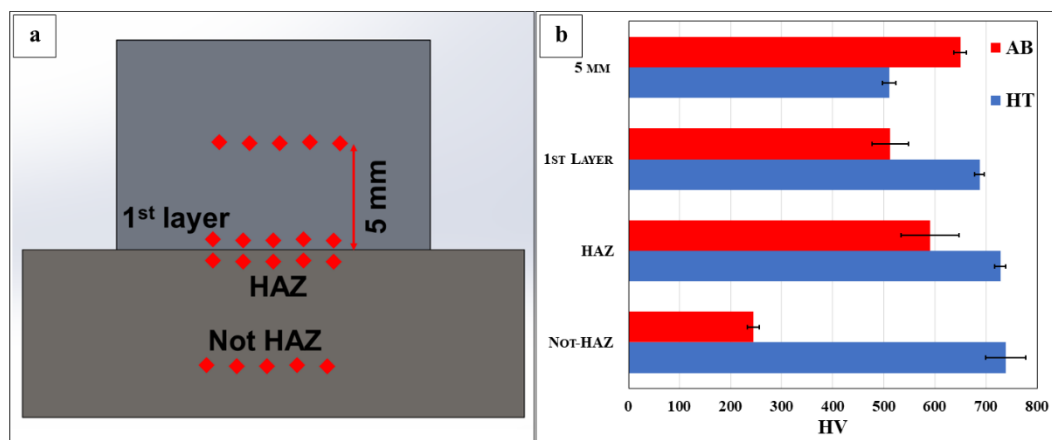 a
1st layer
5 mm
HAZ
Not HAZ
b
AB
HT
5 MM
1ST LAYER
HAZ
NOT-HAZ
0 100 200 300 400 500 600 700 800
HV